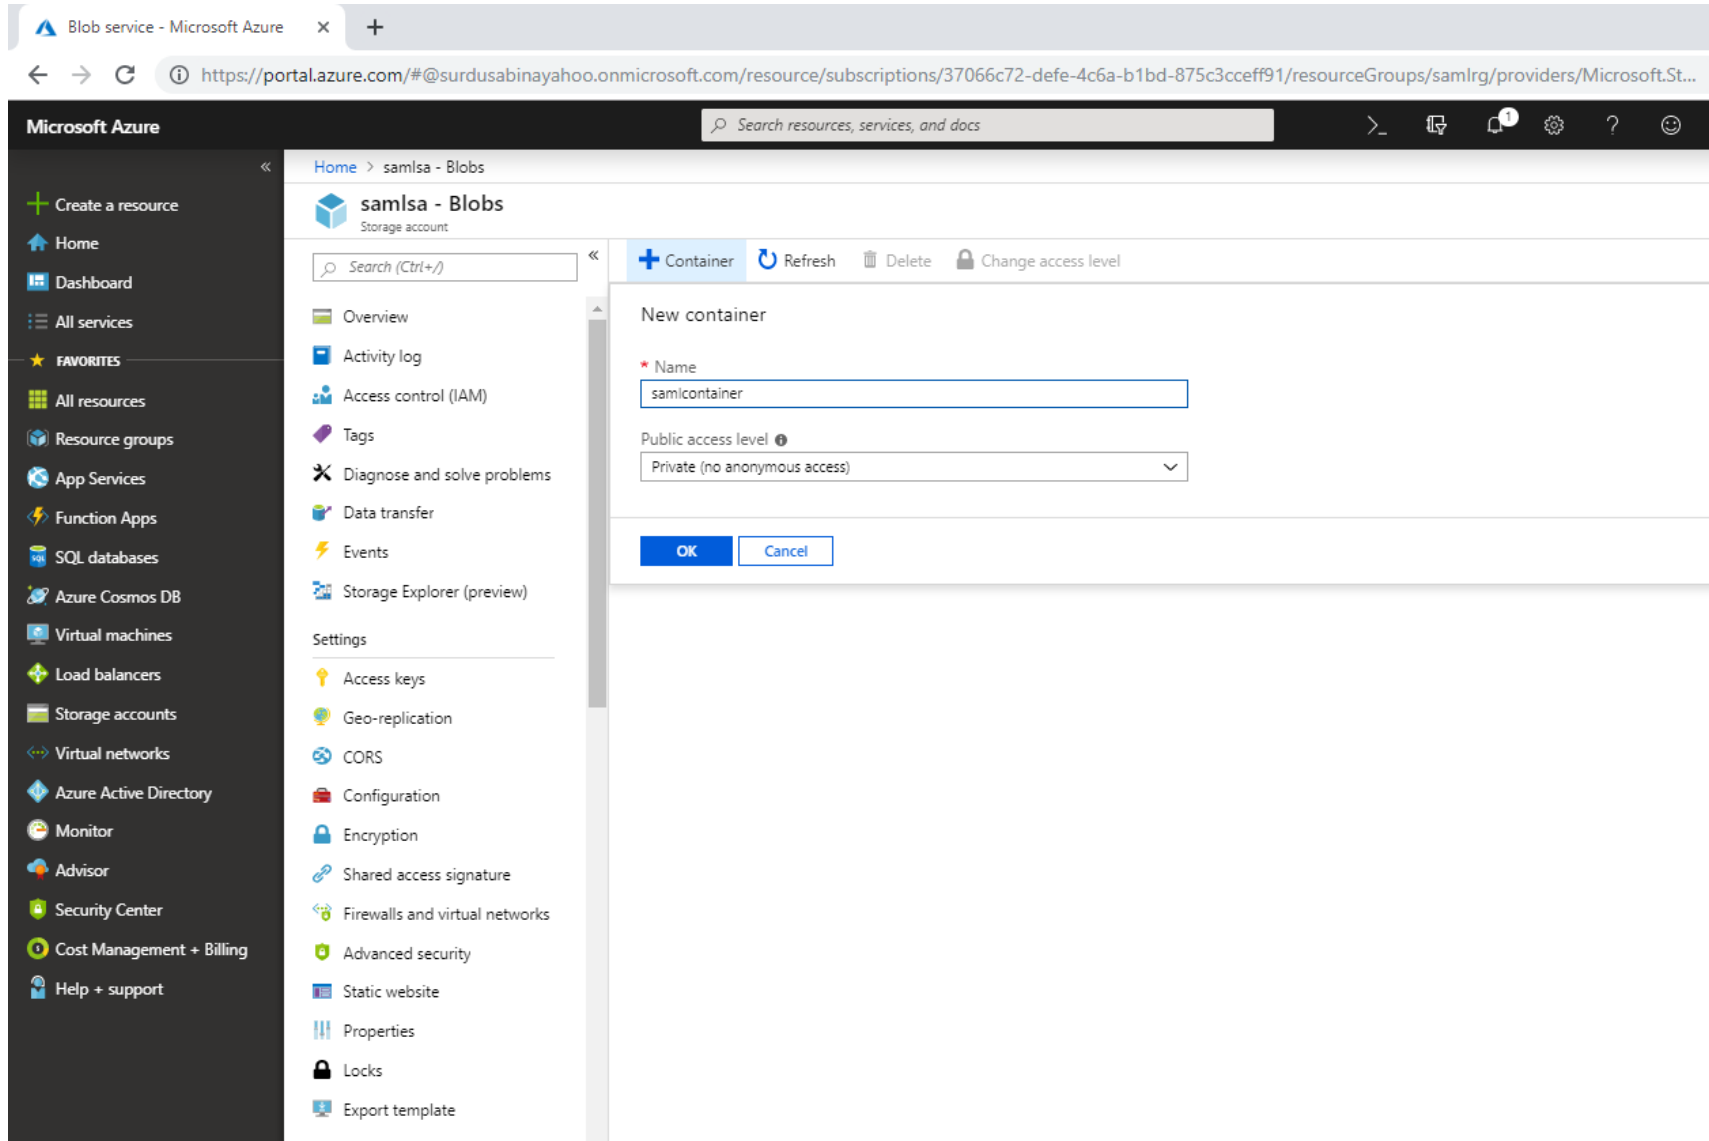 Blob service - Microsoft Azure
https://portal.azure.com/#@surdusabinayahoo.onmicrosoft.com/resource/subscriptions/37066c72-defe-4c6a-b1bd-875c3cceff91/resourceGroups/samlrg/providers/Microsoft.St...
Microsoft Azure
Search resources, services, and docs
1
Home > samlsa - Blobs
samlsa - Blobs
Storage account
Create a resource
Home
Dashboard
All services
FAVORITES
All resources
Resource groups
App Services
Function Apps
SQL databases
Azure Cosmos DB
Virtual machines
Load balancers
Storage accounts
Virtual networks
Azure Active Directory
Monitor
Advisor
Security Center
Cost Management + Billing
Help + support
Search (Ctrl+/)
Overview
Activity log
Access control (IAM)
Tags
Diagnose and solve problems
Data transfer
Events
Storage Explorer (preview)
Settings
Access keys
Geo-replication
CORS
Configuration
Encryption
Shared access signature
Firewalls and virtual networks
Advanced security
Static website
Properties
Locks
Export template
Container Refresh Delete Change access level
New container
* Name
samlcontainer
Public access level
Private (no anonymous access)
OK Cancel